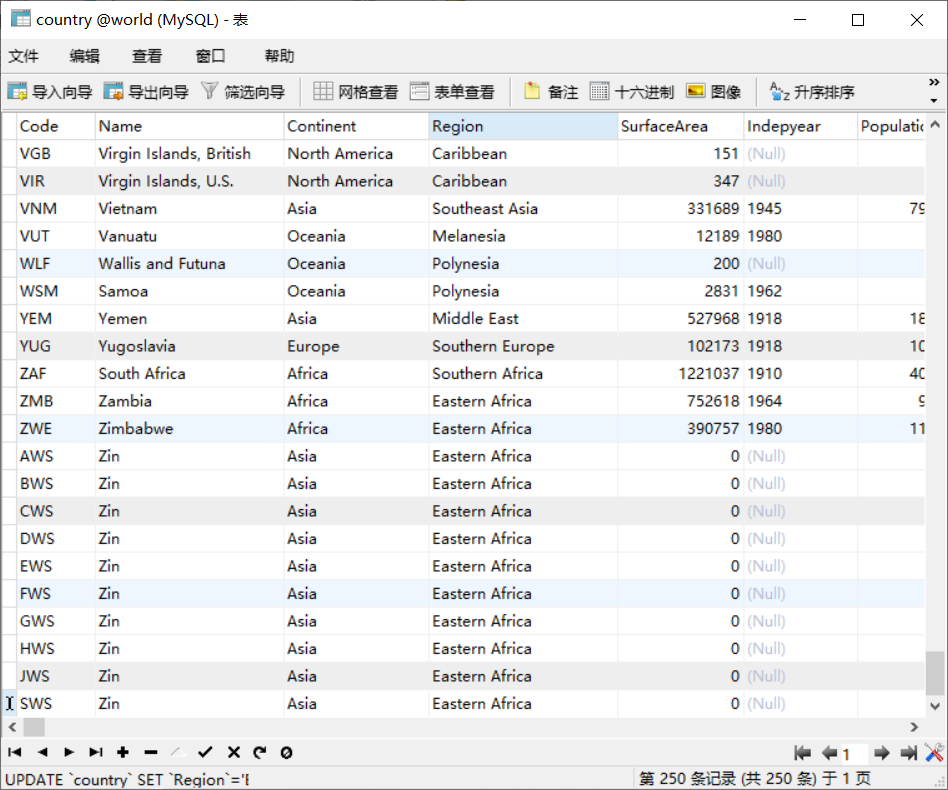 country @world (MySQL) - 表
文件 编辑 查看 窗口 帮助
导入向导 导出向导 筛选向导 网格查看 表单查看 备注 十六进制 图像 升序排序
Code Name Continent Region SurfaceArea Indepyear Populatic
VGB Virgin Islands, British North America Caribbean 151 (Null)
VIR Virgin Islands, U.S. North America Caribbean 347 (Null)
VNM Vietnam Asia Southeast Asia 331689 1945 79
VUT Vanuatu Oceania Melanesia 12189 1980
WLF Wallis and Futuna Oceania Polynesia 200 (Null)
WSM Samoa Oceania Polynesia 2831 1962
YEM Yemen Asia Middle East 527968 1918 18
YUG Yugoslavia Europe Southern Europe 102173 1918 10
ZAF South Africa Africa Southern Africa 1221037 1910 40
ZMB Zambia Africa Eastern Africa 752618 1964 9
ZWE Zimbabwe Africa Eastern Africa 390757 1980 11
AWS Zin Asia Eastern Africa 0 (Null)
BWS Zin Asia Eastern Africa 0 (Null)
CWS Zin Asia Eastern Africa 0 (Null)
DWS Zin Asia Eastern Africa 0 (Null)
EWS Zin Asia Eastern Africa 0 (Null)
FWS Zin Asia Eastern Africa 0 (Null)
GWS Zin Asia Eastern Africa 0 (Null)
HWS Zin Asia Eastern Africa 0 (Null)
JWS Zin Asia Eastern Africa 0 (Null)
SWS Zin Asia Eastern Africa 0 (Null)
1
UPDATE `country` SET `Region`='E 第 250 条记录 (共 250 条) 于 1 页